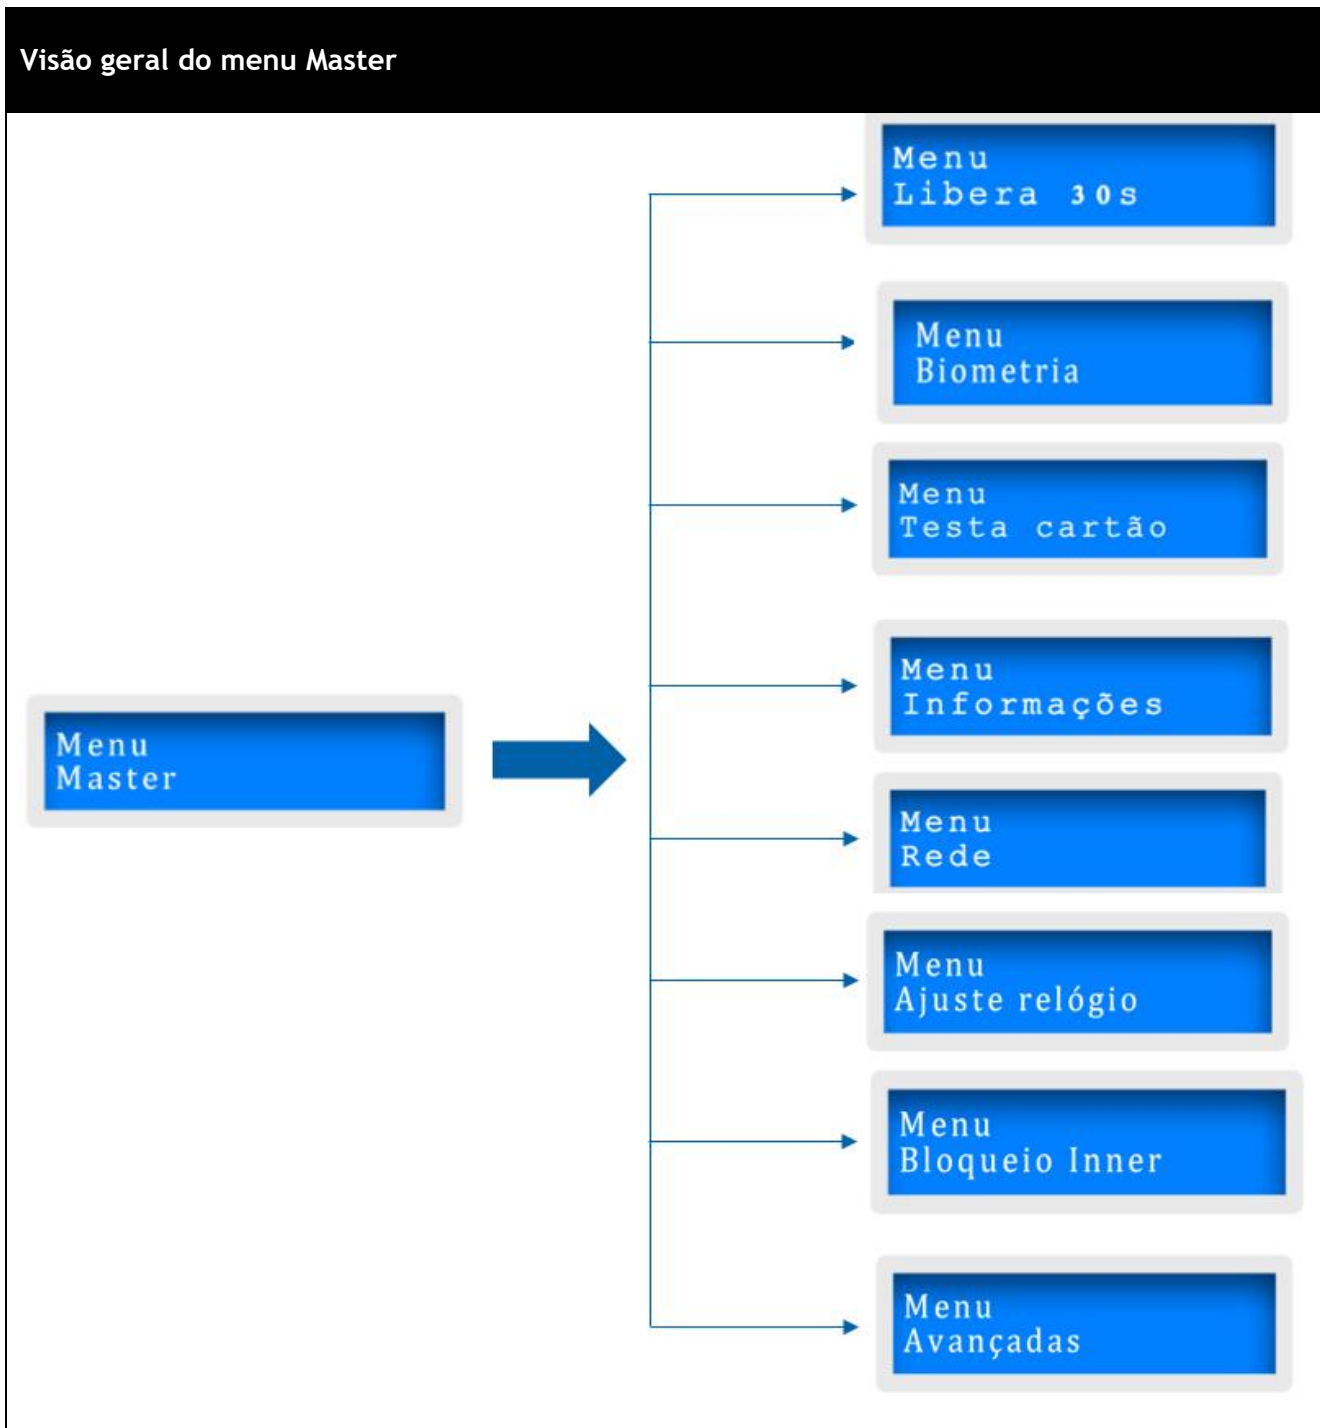 Visão geral do menu Master
Menu
Libera 30s
Menu
Biometria
Menu
Testa cartão
Menu
Informações
Menu
Master
Menu
Rede
Menu
Ajuste relógio
Menu
Bloqueio Inner
Menu
Avançadas